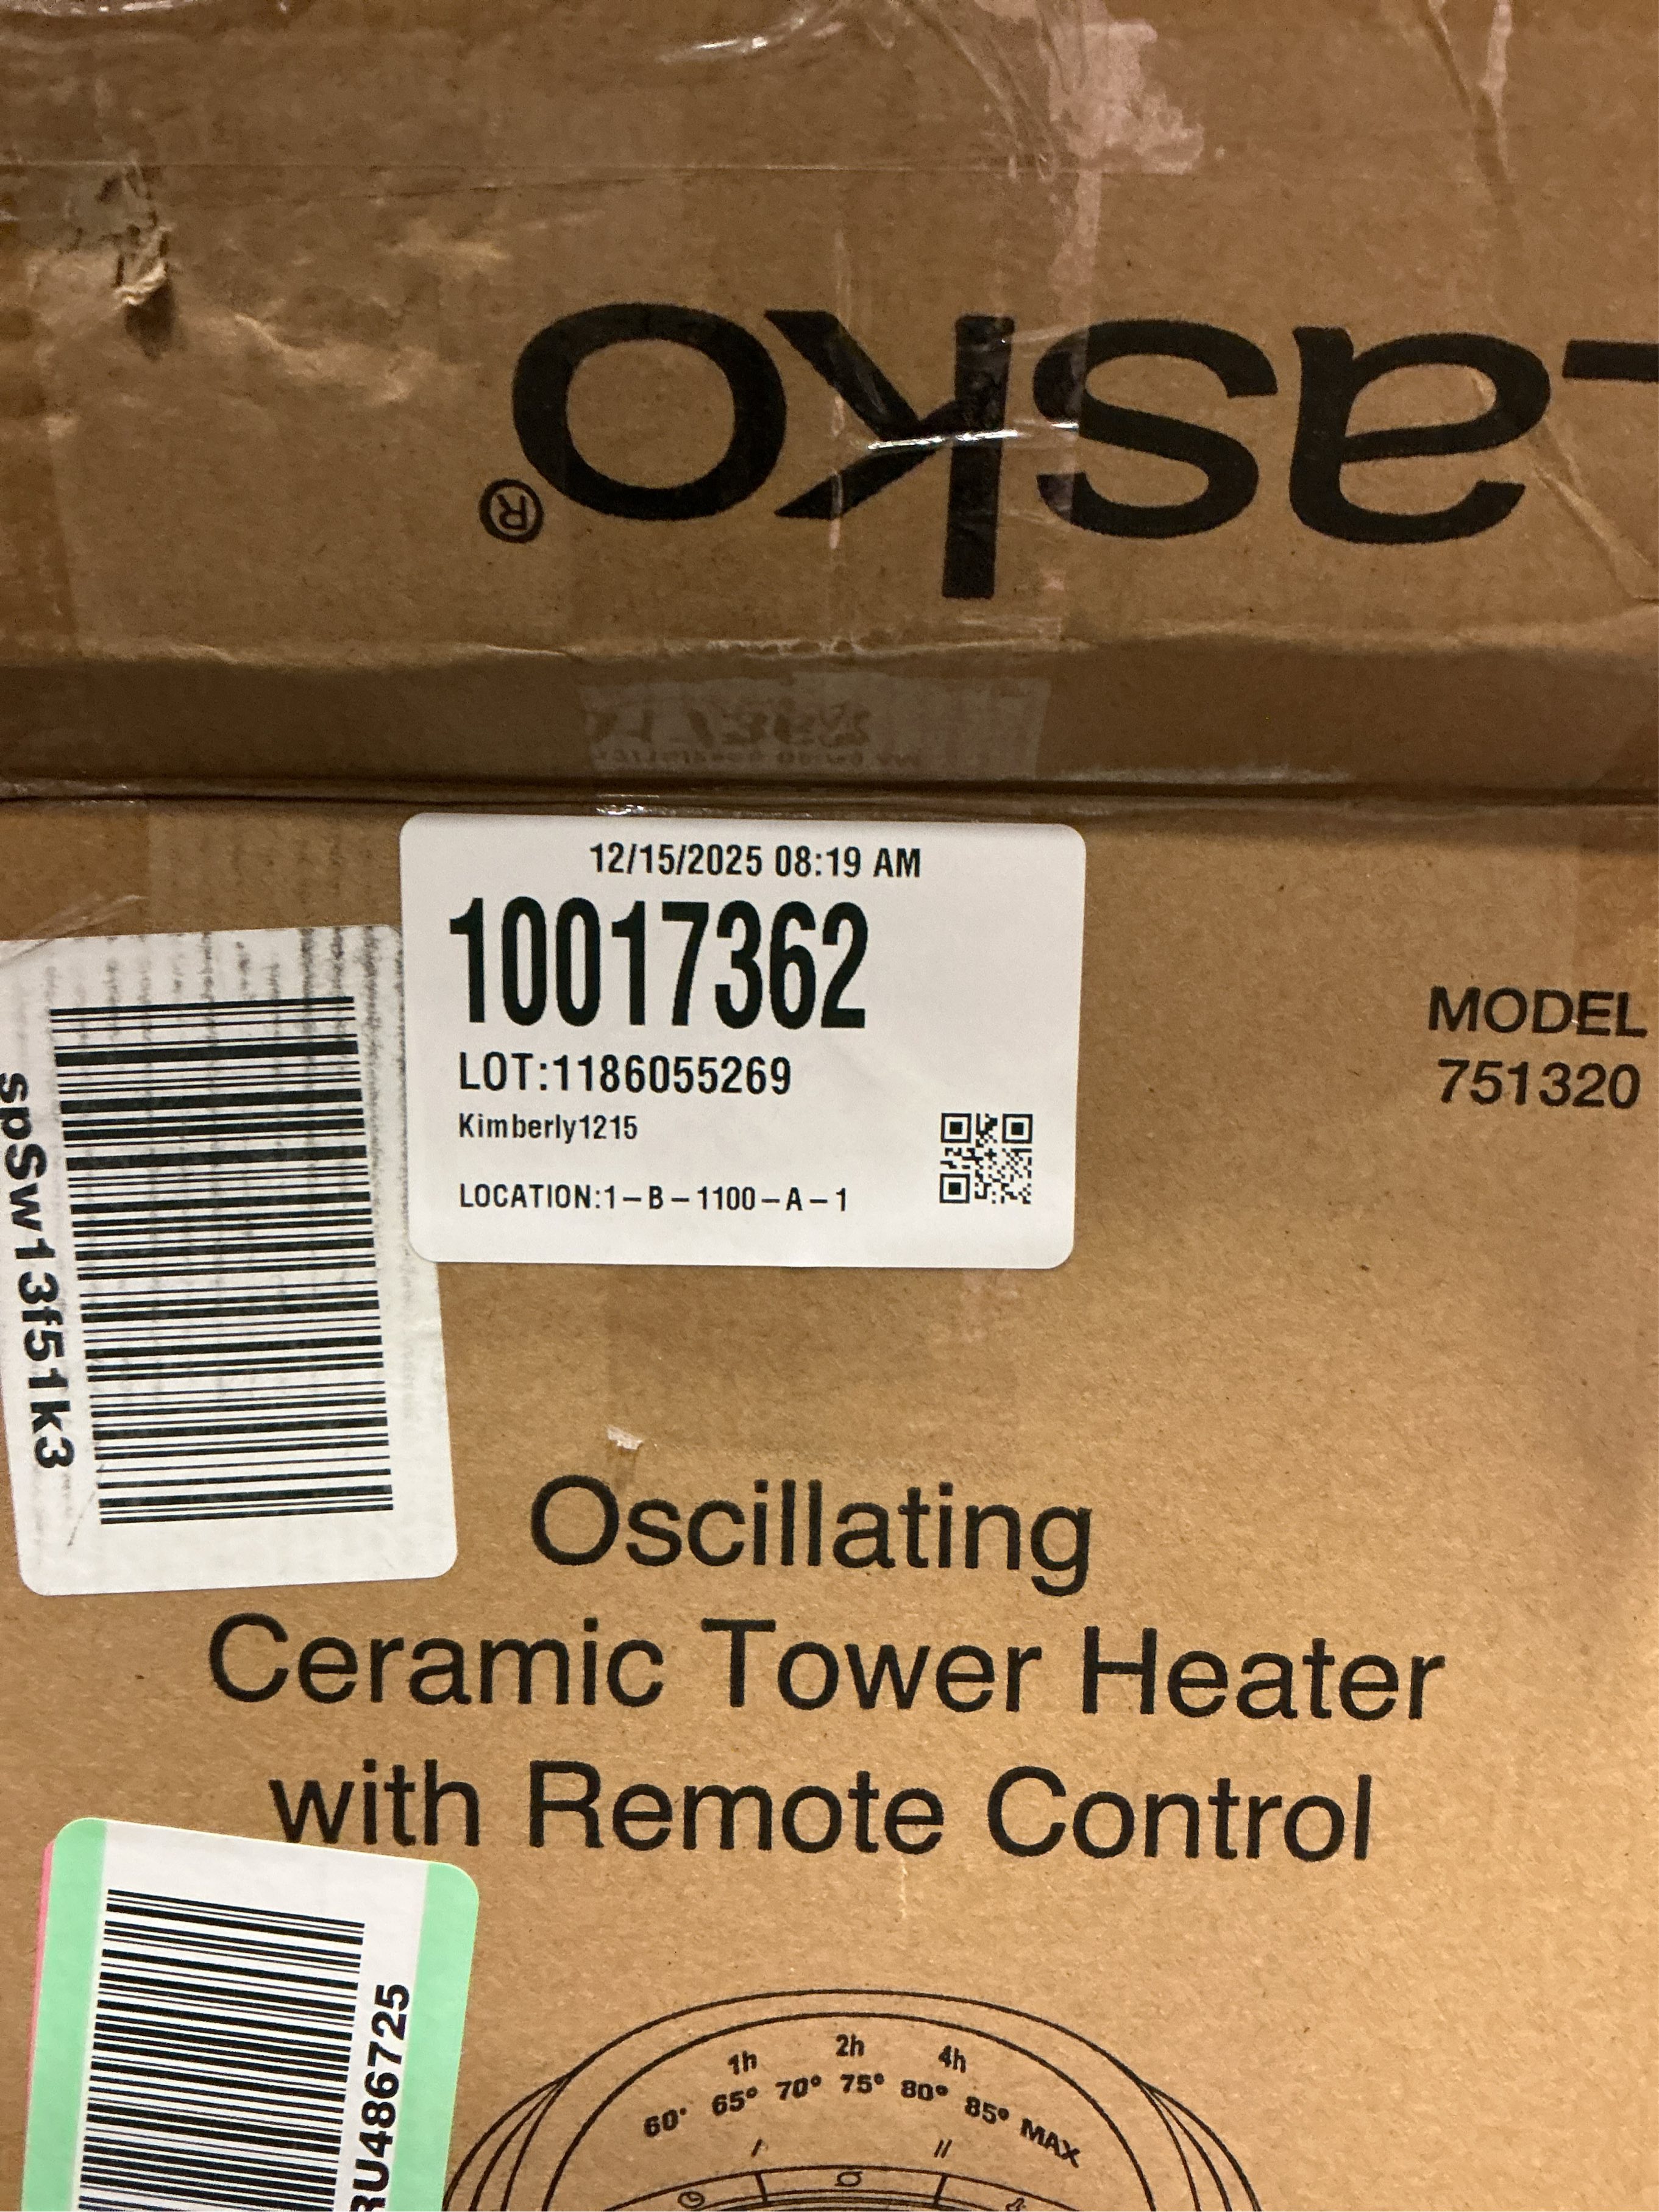 Lasko®
12/15/2025 08:19 AM
10017362
LOT:1186055269
Kimberly1215
LOCATION:1-B-1100-A-1
MODEL
751320
spSw13f51k3
Oscillating
Ceramic Tower Heater
with Remote Control
RU486725
1h 2h 4h
60° 65° 70° 75° 80° 85° MAX
I II